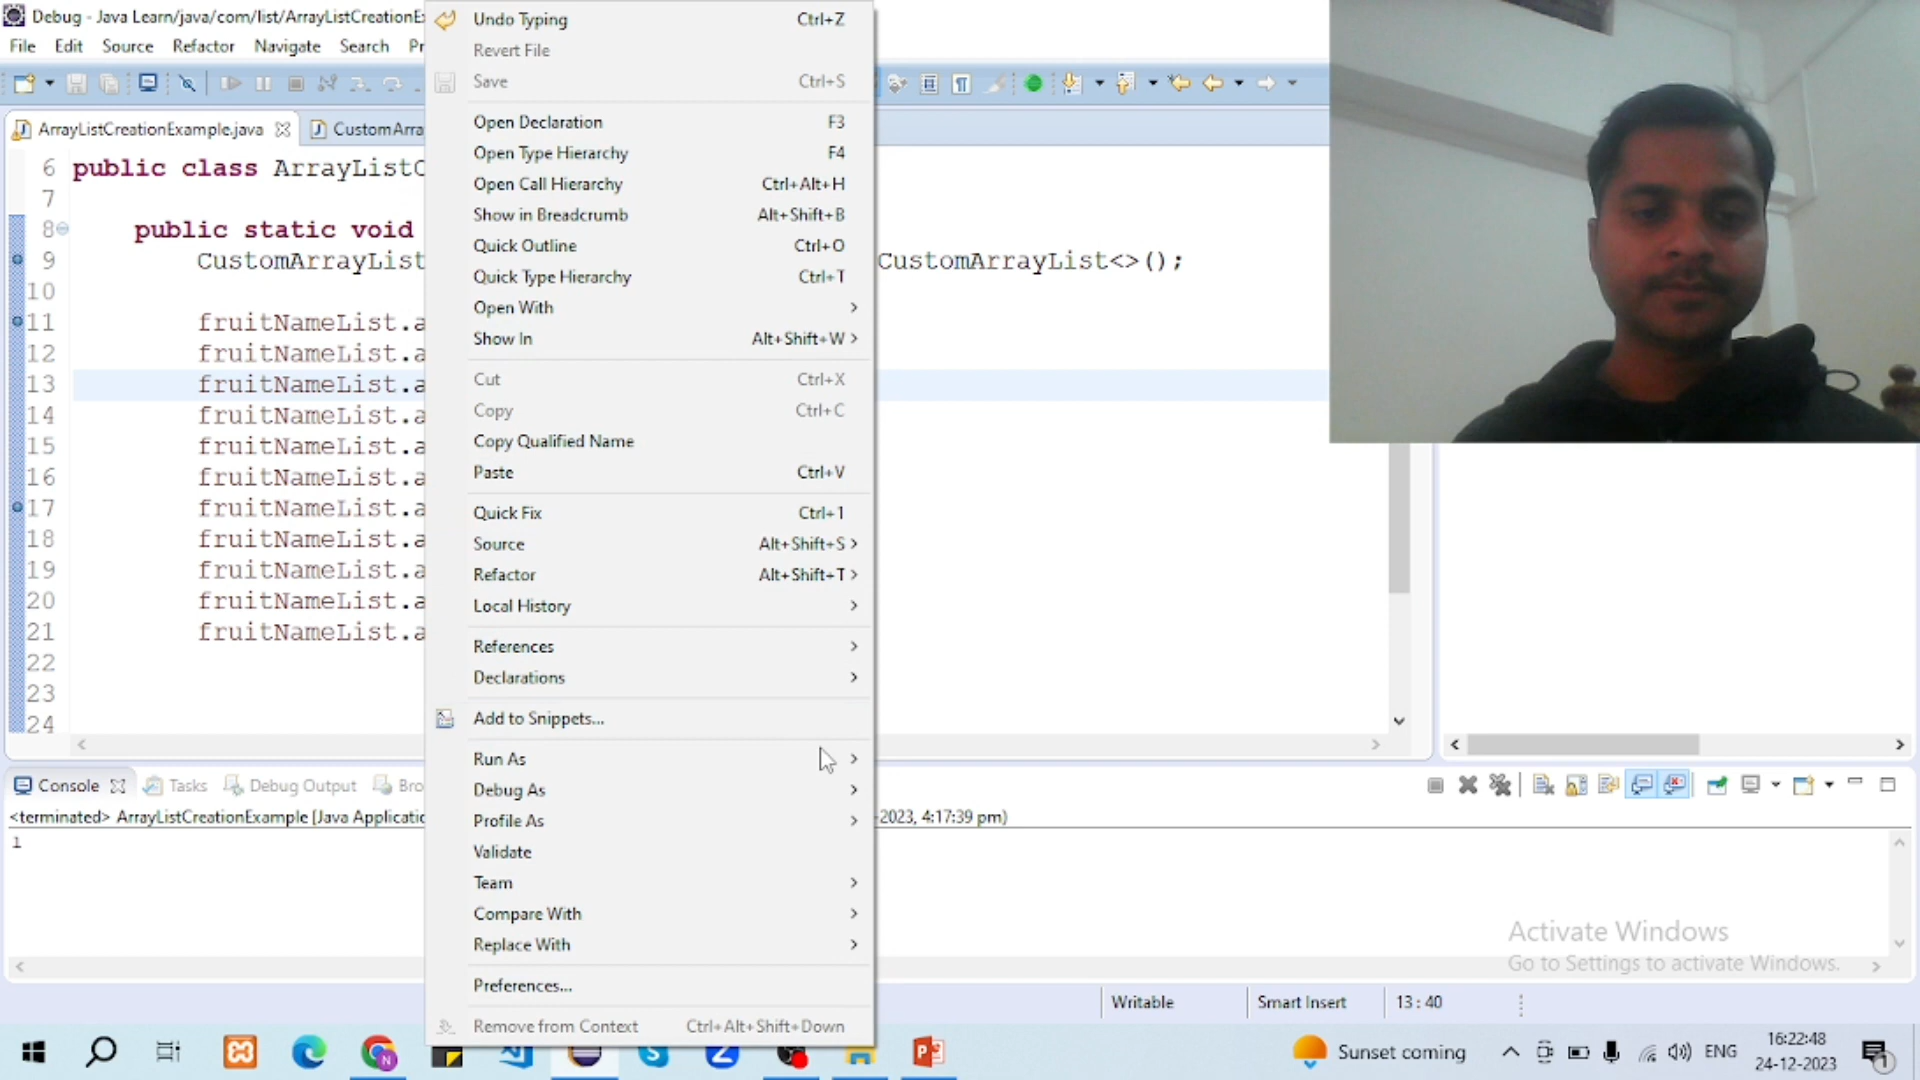 Debug - Java Learn/java/com/list/ArrayListCreationE
File Edit Source Refactor Navigate Search Pr
ArrayListCreationExample.java CustomArra
6 public class ArrayListC
7
8 public static void
9 CustomArrayList CustomArrayList<>();
10
11 fruitNameList.a
12 fruitNameList.a
13 fruitNameList.a
14 fruitNameList.a
15 fruitNameList.a
16 fruitNameList.a
17 fruitNameList.a
18 fruitNameList.a
19 fruitNameList.a
20 fruitNameList.a
21 fruitNameList.a
22
23
24
Undo Typing Ctrl+Z
Revert File
Save Ctrl+S
Open Declaration F3
Open Type Hierarchy F4
Open Call Hierarchy Ctrl+Alt+H
Show in Breadcrumb Alt+Shift+B
Quick Outline Ctrl+O
Quick Type Hierarchy Ctrl+T
Open With
Show In Alt+Shift+W
Cut Ctrl+X
Copy Ctrl+C
Copy Qualified Name
Paste Ctrl+V
Quick Fix Ctrl+1
Source Alt+Shift+S
Refactor Alt+Shift+T
Local History
References
Declarations
Add to Snippets...
Run As
Debug As
Profile As
Validate
Team
Compare With
Replace With
Preferences...
Remove from Context Ctrl+Alt+Shift+Down
Console Tasks Debug Output Bro
<terminated> ArrayListCreationExample [Java Applicatio -2023, 4:17:39 pm)
1
Activate Windows
Go to Settings to activate Windows.
Writable Smart Insert 13 : 40
Sunset coming ENG 16:22:48
24-12-2023
1